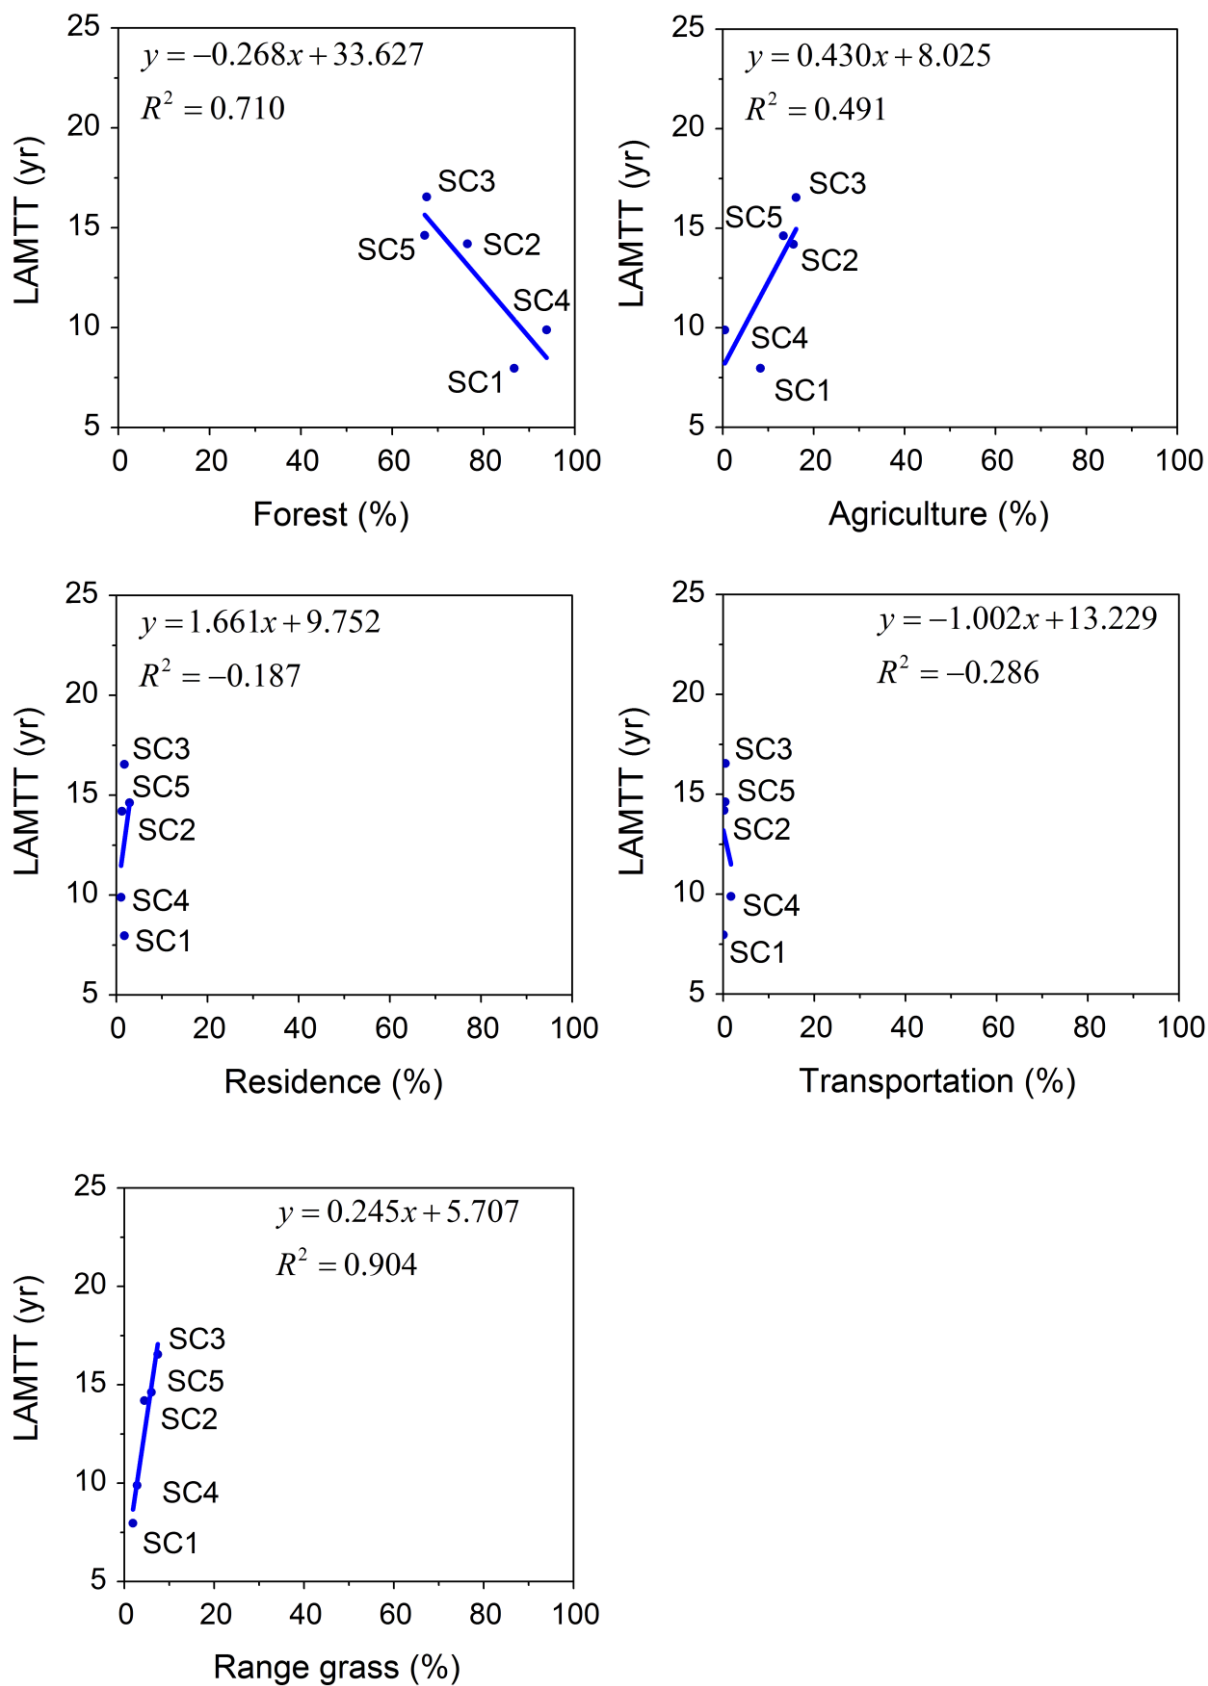 y = −0.268x + 33.627
R² = 0.710
LAMTT (yr)
25
20
15
10
5
SC3
SC5
SC2
SC4
SC1
0 20 40 60 80 100
Forest (%)
y = 0.430x + 8.025
R² = 0.491
LAMTT (yr)
25
20
15
10
5
SC3
SC5
SC2
SC4
SC1
0 20 40 60 80 100
Agriculture (%)
y = 1.661x + 9.752
R² = −0.187
LAMTT (yr)
25
20
15
10
5
SC3
SC5
SC2
SC4
SC1
0 20 40 60 80 100
Residence (%)
y = −1.002x + 13.229
R² = −0.286
LAMTT (yr)
25
20
15
10
5
SC3
SC5
SC2
SC4
SC1
0 20 40 60 80 100
Transportation (%)
y = 0.245x + 5.707
R² = 0.904
LAMTT (yr)
25
20
15
10
5
SC3
SC5
SC2
SC4
SC1
0 20 40 60 80 100
Range grass (%)